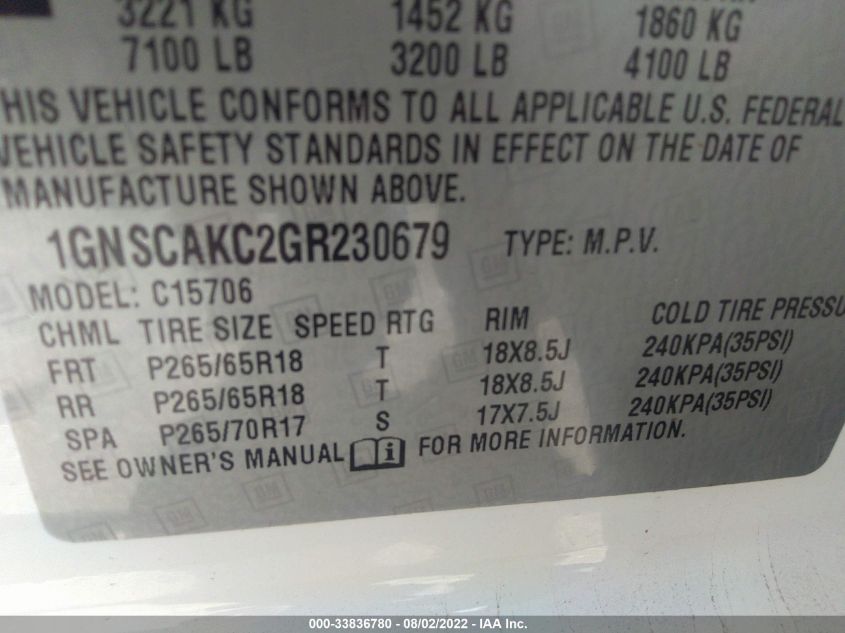 3221 KG 1452 KG 1860 KG
7100 LB 3200 LB 4100 LB
THIS VEHICLE CONFORMS TO ALL APPLICABLE U.S. FEDERAL
VEHICLE SAFETY STANDARDS IN EFFECT ON THE DATE OF
MANUFACTURE SHOWN ABOVE.
1GNSCAKC2GR230679 TYPE: M.P.V.
MODEL: C15706
CHML TIRE SIZE SPEED RTG RIM COLD TIRE PRESSU
FRT P265/65R18 T 18X8.5J 240KPA(35PSI)
RR P265/65R18 T 18X8.5J 240KPA(35PSI)
SPA P265/70R17 S 17X7.5J 240KPA(35PSI)
SEE OWNER'S MANUAL i FOR MORE INFORMATION.
000-33836780 - 08/02/2022 - IAA Inc.